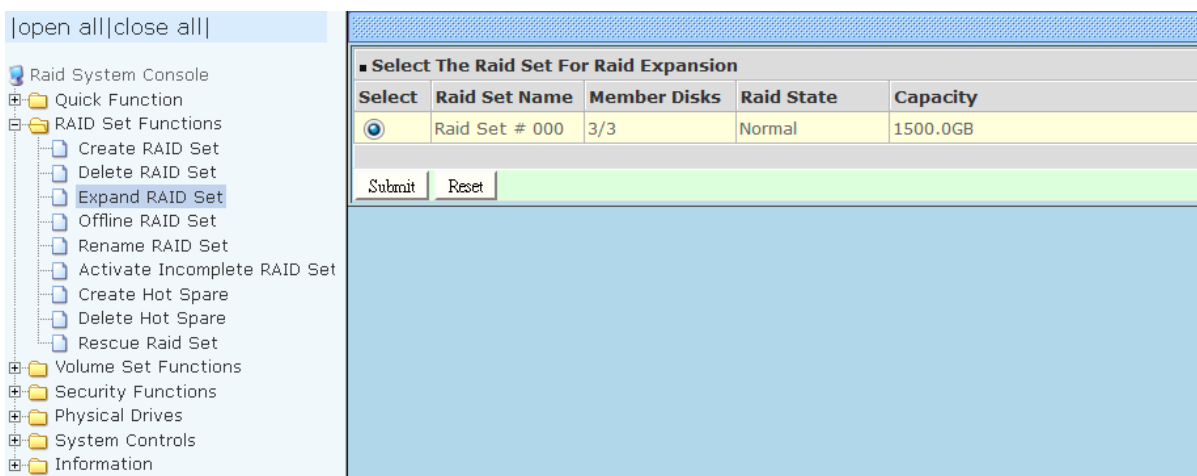 |open all|close all|
Raid System Console
Quick Function
RAID Set Functions
Create RAID Set
Delete RAID Set
Expand RAID Set
Offline RAID Set
Rename RAID Set
Activate Incomplete RAID Set
Create Hot Spare
Delete Hot Spare
Rescue Raid Set
Volume Set Functions
Security Functions
Physical Drives
System Controls
Information
Select The Raid Set For Raid Expansion
Select Raid Set Name Member Disks Raid State Capacity
Raid Set # 000 3/3 Normal 1500.0GB
Submit Reset